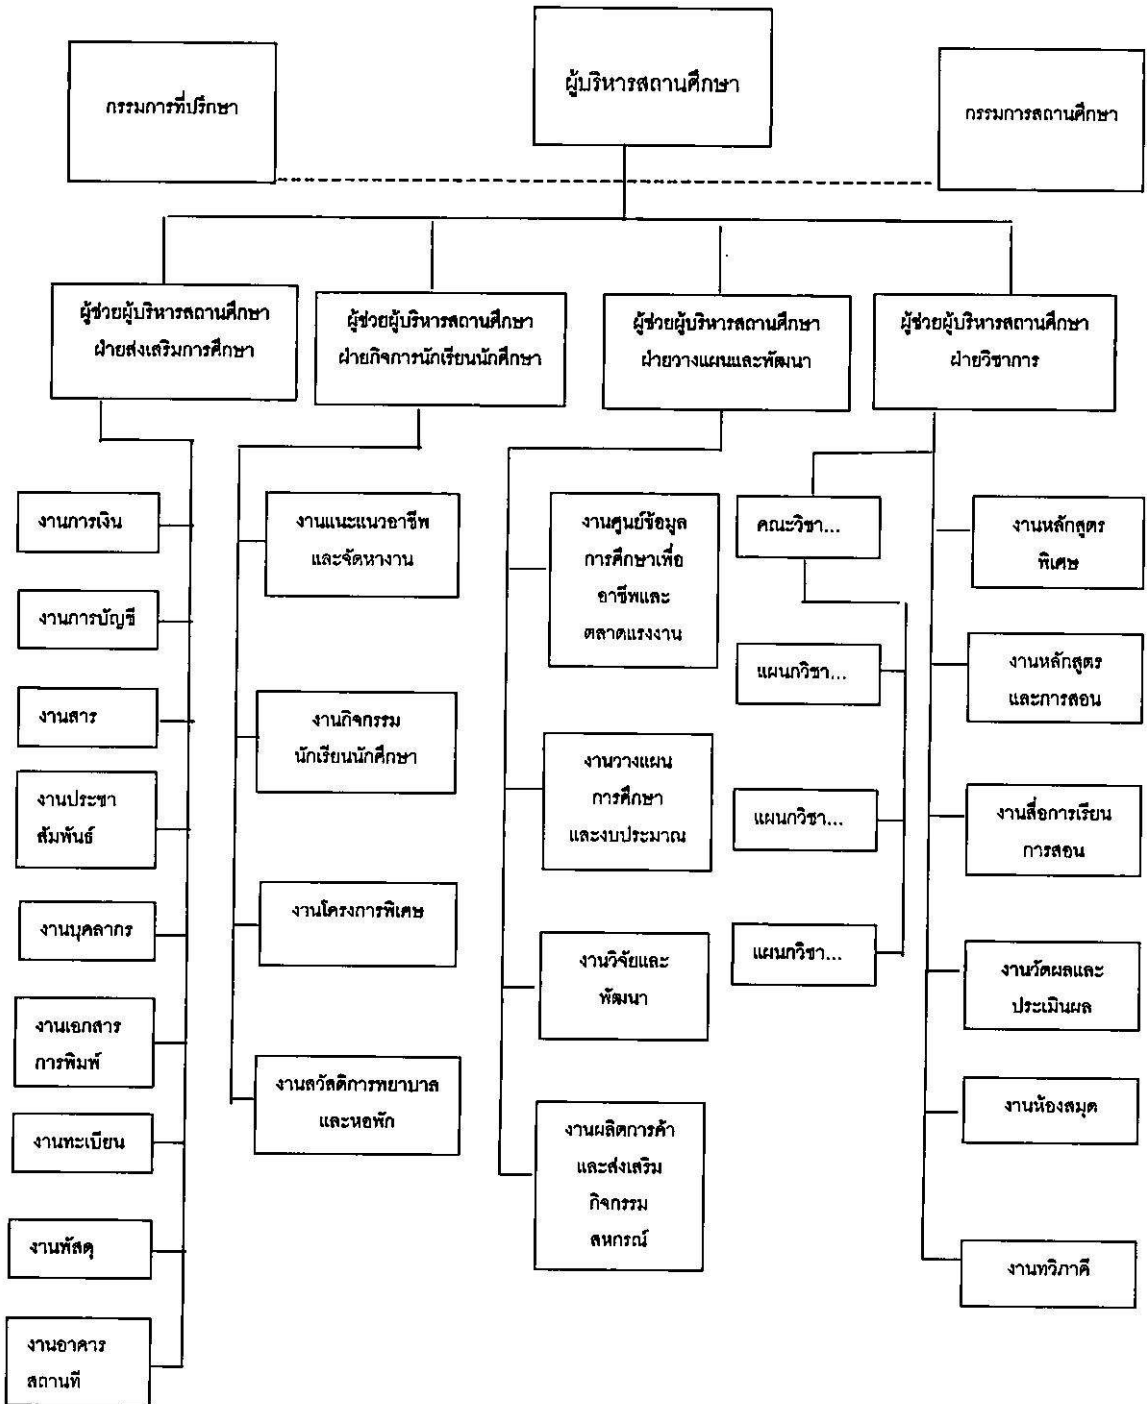 กรรมการที่ปรึกษา
ผู้บริหารสถานศึกษา
กรรมการสถานศึกษา
ผู้ช่วยผู้บริหารสถานศึกษา
ฝ่ายส่งเสริมการศึกษา
ผู้ช่วยผู้บริหารสถานศึกษา
ฝ่ายกิจการนักเรียนนักศึกษา
ผู้ช่วยผู้บริหารสถานศึกษา
ฝ่ายวางแผนและพัฒนา
ผู้ช่วยผู้บริหารสถานศึกษา
ฝ่ายวิชาการ
งานการเงิน
งานการบัญชี
งานสาร
งานประชา
สัมพันธ์
งานบุคลากร
งานเอกสาร
การพิมพ์
งานทะเบียน
งานพัสดุ
งานอาคาร
สถานที่
งานแนะแนวอาชีพ
และจัดหางาน
งานกิจกรรม
นักเรียนนักศึกษา
งานโครงการพิเศษ
งานสวัสดิการพยาบาล
และหอพัก
งานศูนย์ข้อมูล
การศึกษาเพื่อ
อาชีพและ
ตลาดแรงงาน
งานวางแผน
การศึกษา
และงบประมาณ
งานวิจัยและ
พัฒนา
งานผลิตการค้า
และส่งเสริม
กิจกรรม
สหกรณ์
คณะวิชา...
แผนกวิชา...
แผนกวิชา...
แผนกวิชา...
งานหลักสูตร
พิเศษ
งานหลักสูตร
และการสอน
งานสื่อการเรียน
การสอน
งานวัดผลและ
ประเมินผล
งานห้องสมุด
งานทวิภาคี